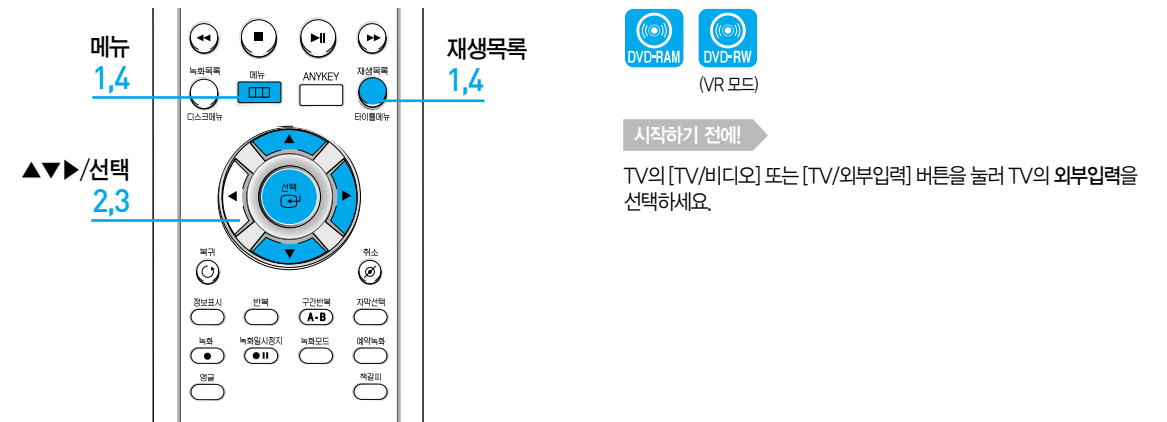 메뉴
1,4
재생목록
1,4
▲▼▶/선택
2,3
녹화목록
메뉴
ANYKEY
재생목록
디스크메뉴
타이틀메뉴
선택
복귀
취소
정보표시
반복
구간반복
자막선택
A-B
녹화
녹화일시정지
녹화모드
예약녹화
앵글
책갈피
DVD-RAM
DVD-RW
(VR 모드)
시작하기 전에!
TV의 [TV/비디오] 또는 [TV/외부입력] 버튼을 눌러 TV의 외부입력을
선택하세요.